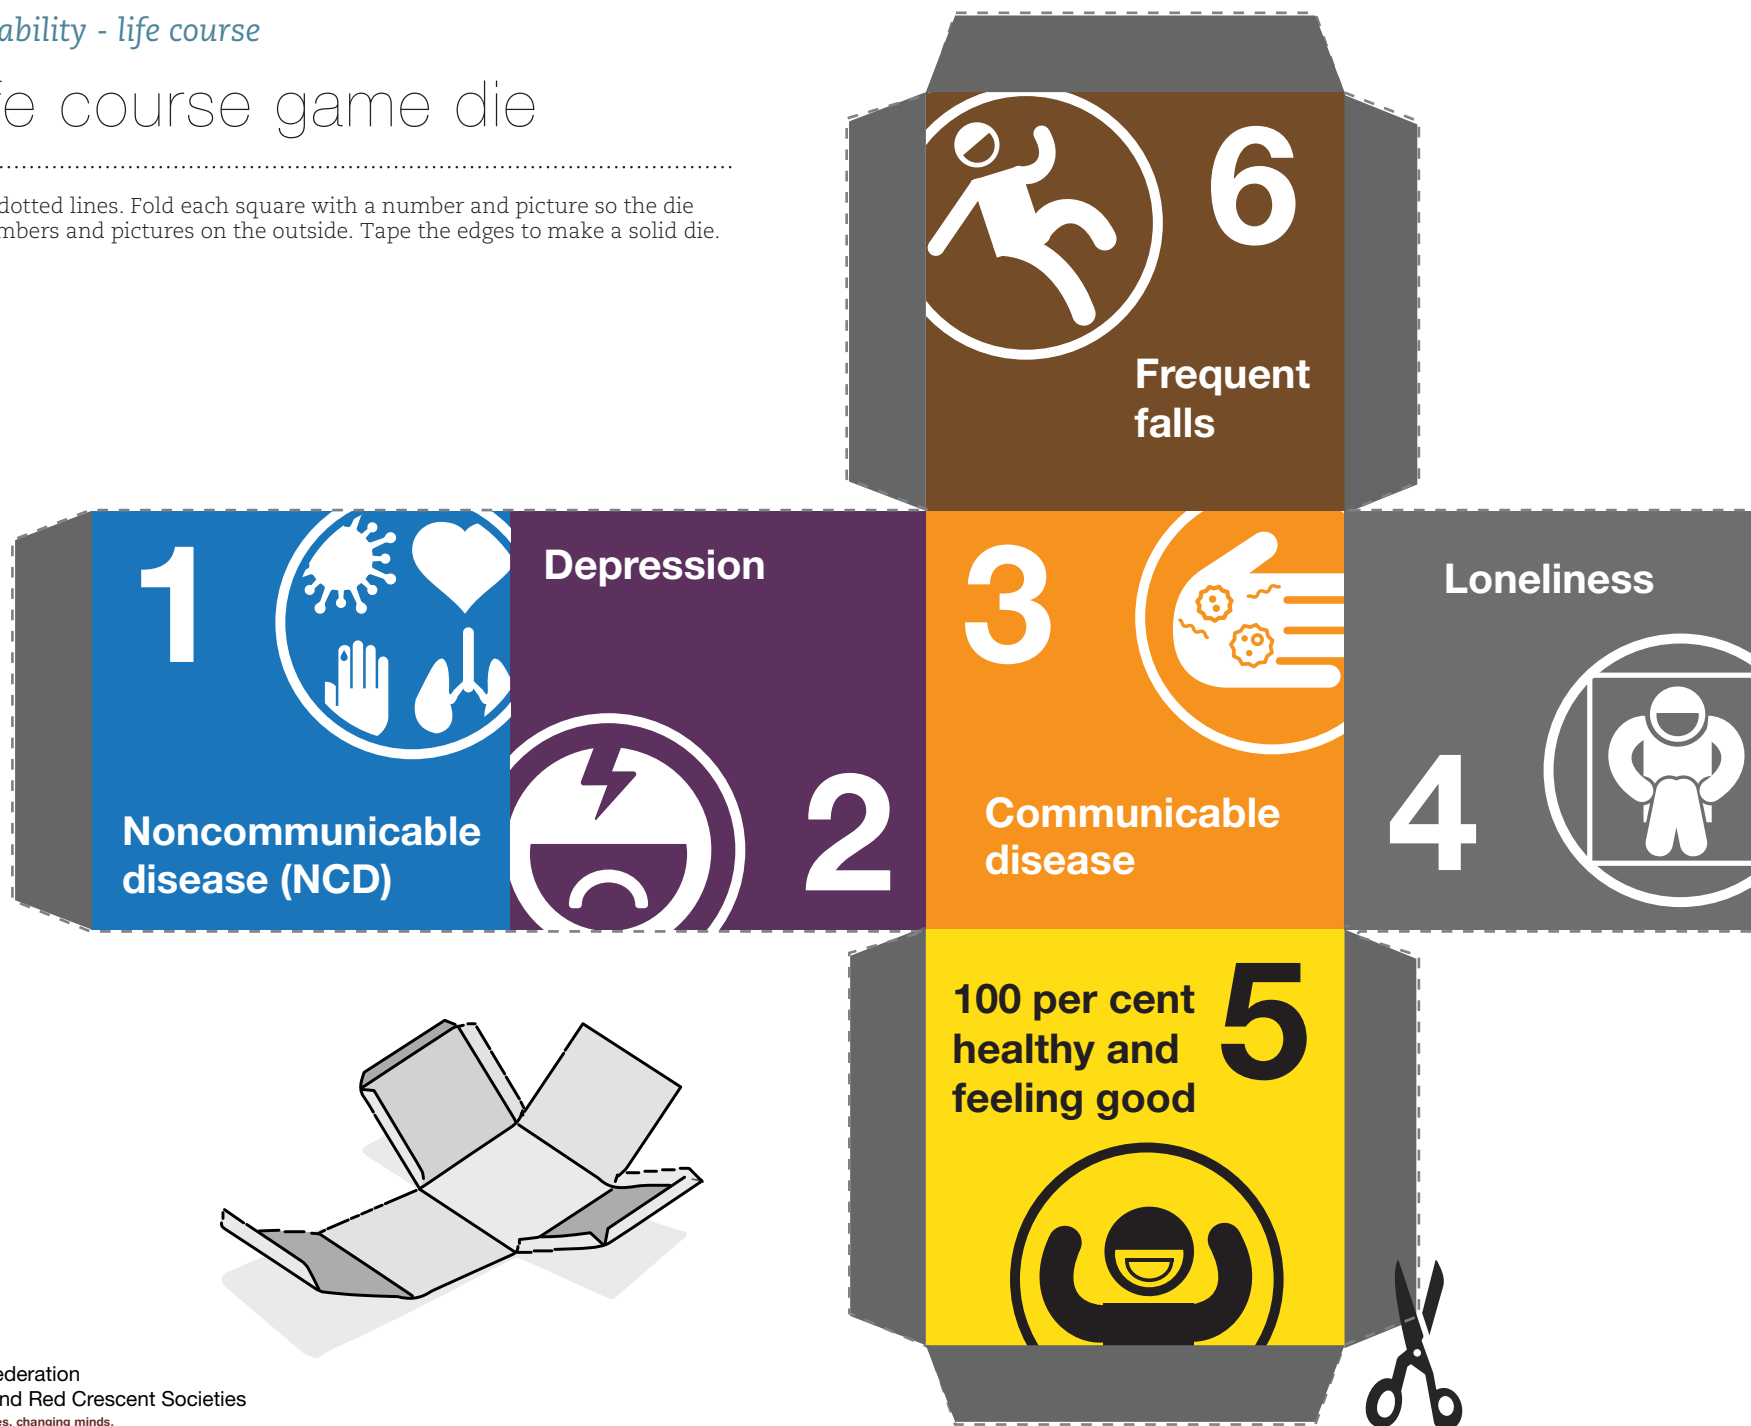 ability - life course
fe course game die
dotted lines. Fold each square with a number and picture so the die
mbers and pictures on the outside. Tape the edges to make a solid die.
6
Frequent
falls
1
Noncommunicable
disease (NCD)
Depression
2
3
Communicable
disease
Loneliness
4
100 per cent
healthy and
feeling good
5
ederation
nd Red Crescent Societies
es, changing minds.